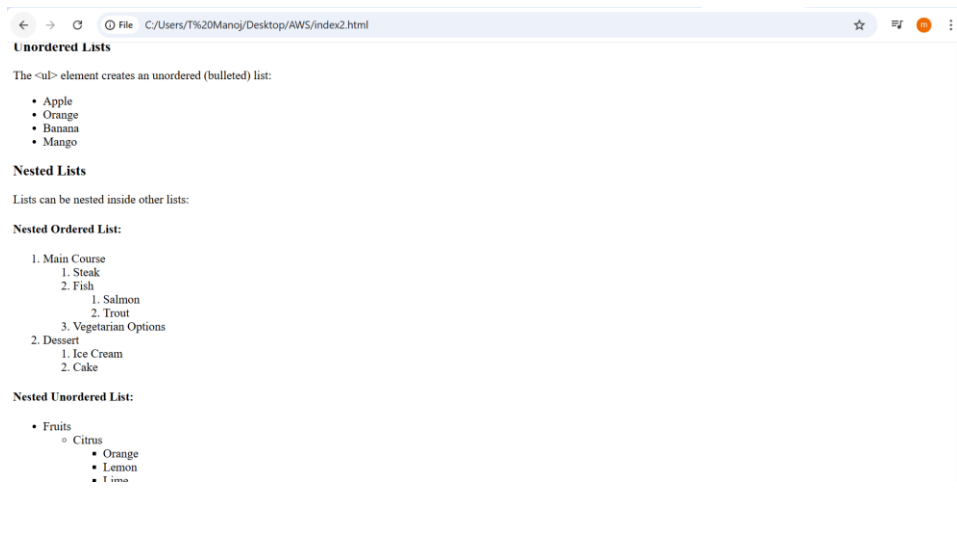 File C:/Users/T%20Manoj/Desktop/AWS/index2.html
m
Unordered Lists
The <ul> element creates an unordered (bulleted) list:
• Apple
• Orange
• Banana
• Mango
Nested Lists
Lists can be nested inside other lists:
Nested Ordered List:
1. Main Course
1. Steak
2. Fish
1. Salmon
2. Trout
3. Vegetarian Options
2. Dessert
1. Ice Cream
2. Cake
Nested Unordered List:
• Fruits
◦ Citrus
▪ Orange
▪ Lemon
▪ Lime